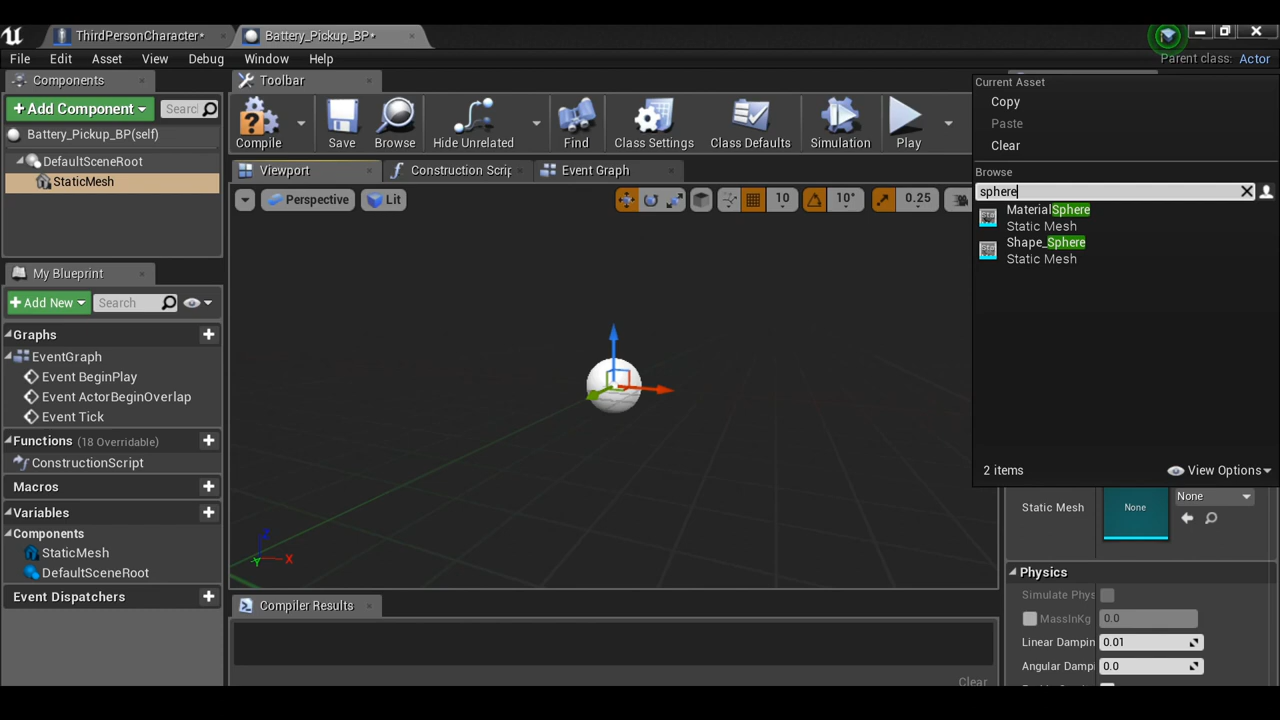 ThirdPersonCharacter*
Battery_Pickup_BP*
File Edit Asset View Window Debug Help
Parent class: Actor
Components
+ Add Component
Searc
Battery_Pickup_BP(self)
DefaultSceneRoot
StaticMesh
Toolbar
Compile
Save
Browse
Hide Unrelated
Find
Class Settings
Class Defaults
Simulation
Play
Viewport
Construction Scrip
Event Graph
Perspective
Lit
10
10°
0.25
My Blueprint
+ Add New
Search
Graphs
EventGraph
Event BeginPlay
Event ActorBeginOverlap
Event Tick
Functions (18 Overridable)
ConstructionScript
Macros
Variables
Components
StaticMesh
DefaultSceneRoot
Event Dispatchers
X
Y
Z
Compiler Results
Clear
Current Asset
Copy
Paste
Clear
Browse
sphere
MaterialSphere
Static Mesh
Shape_Sphere
Static Mesh
2 items
View Options
Static Mesh
None
None
Physics
Simulate Phys
MassInKg
0.0
Linear Dampin
0.01
Angular Dampi
0.0